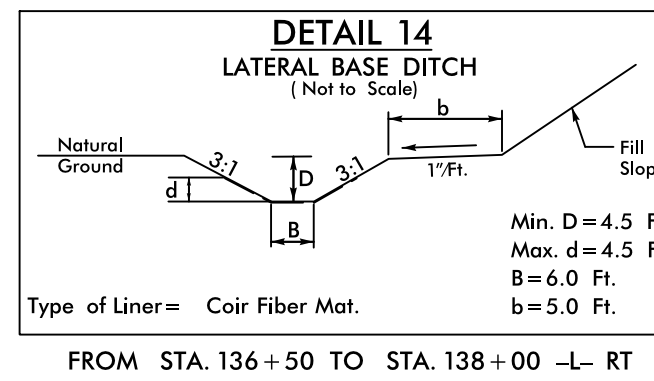 DETAIL 14
LATERAL BASE DITCH
( Not to Scale)
Natural
Ground
3:1
D
3:1
b
1"/Ft.
Fill
d
B
Min. D = 4.5
Max. d = 4.5
B = 6.0 Ft.
b = 5.0 Ft.
Type of Liner = Coir Fiber Mat.
FROM STA. 136+50 TO STA. 138+00 -L- RT